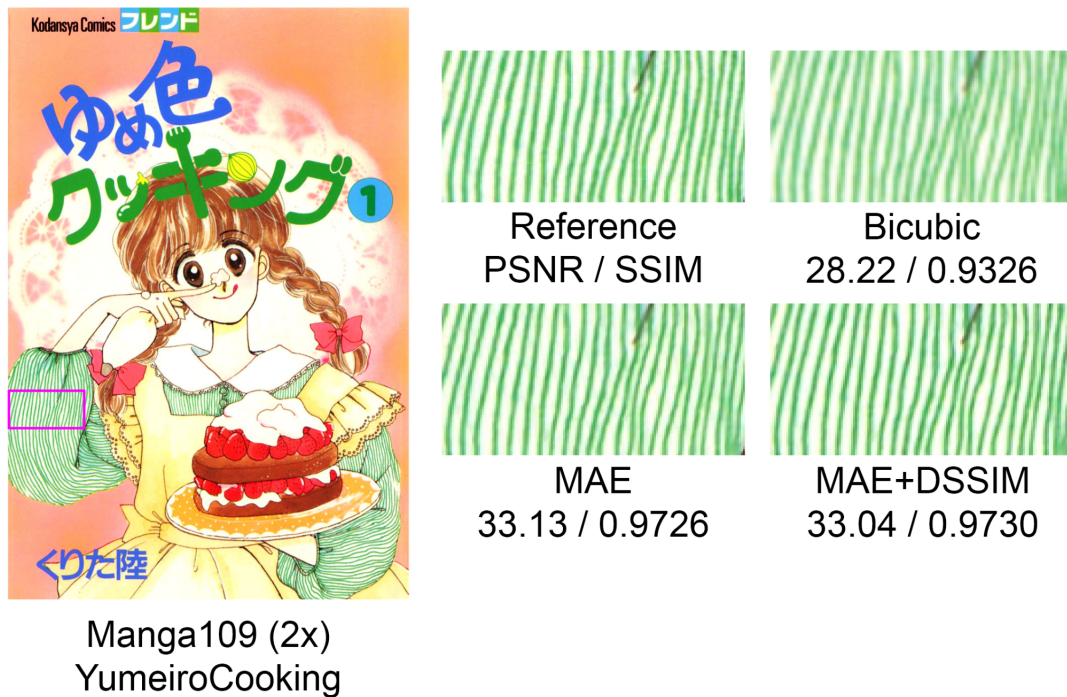 Kodansya Comics フレンド
ゆめ色
クッキング1
くりた陸
Manga109 (2x)
YumeiroCooking
Reference
PSNR / SSIM
Bicubic
28.22 / 0.9326
MAE
33.13 / 0.9726
MAE+DSSIM
33.04 / 0.9730